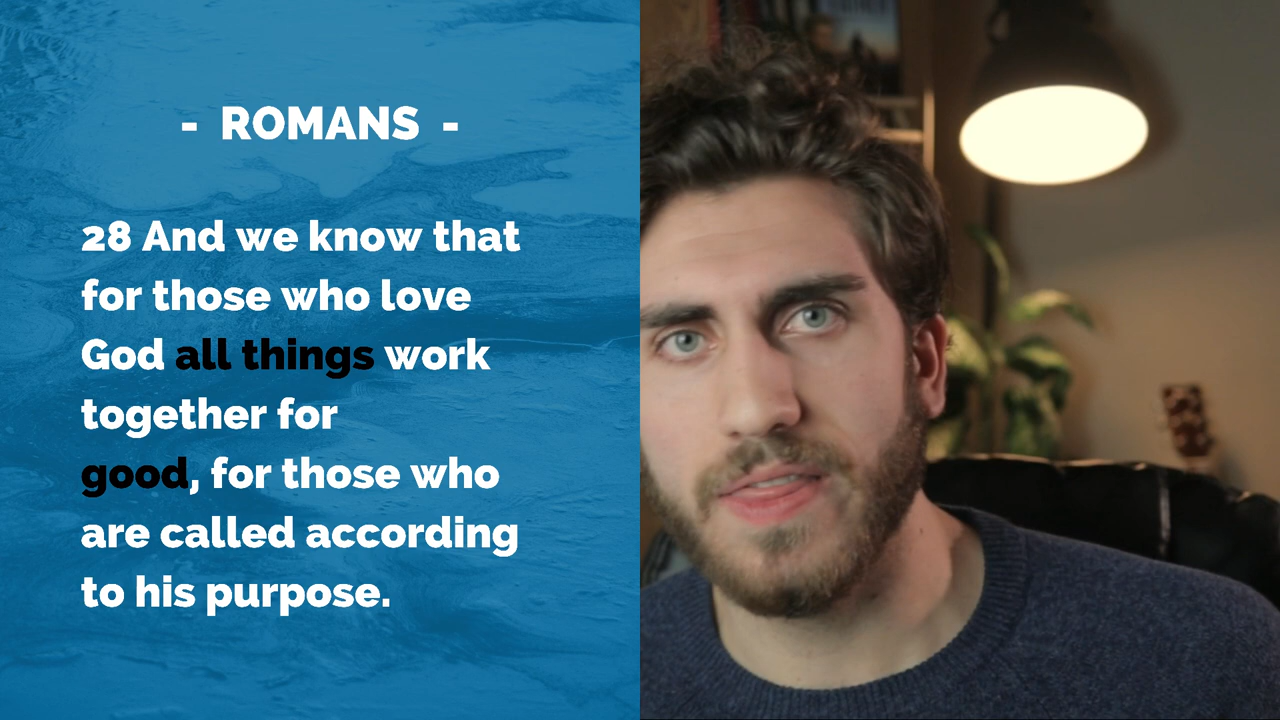 - ROMANS -
28 And we know that
for those who love
God all things work
together for
good, for those who
are called according
to his purpose.